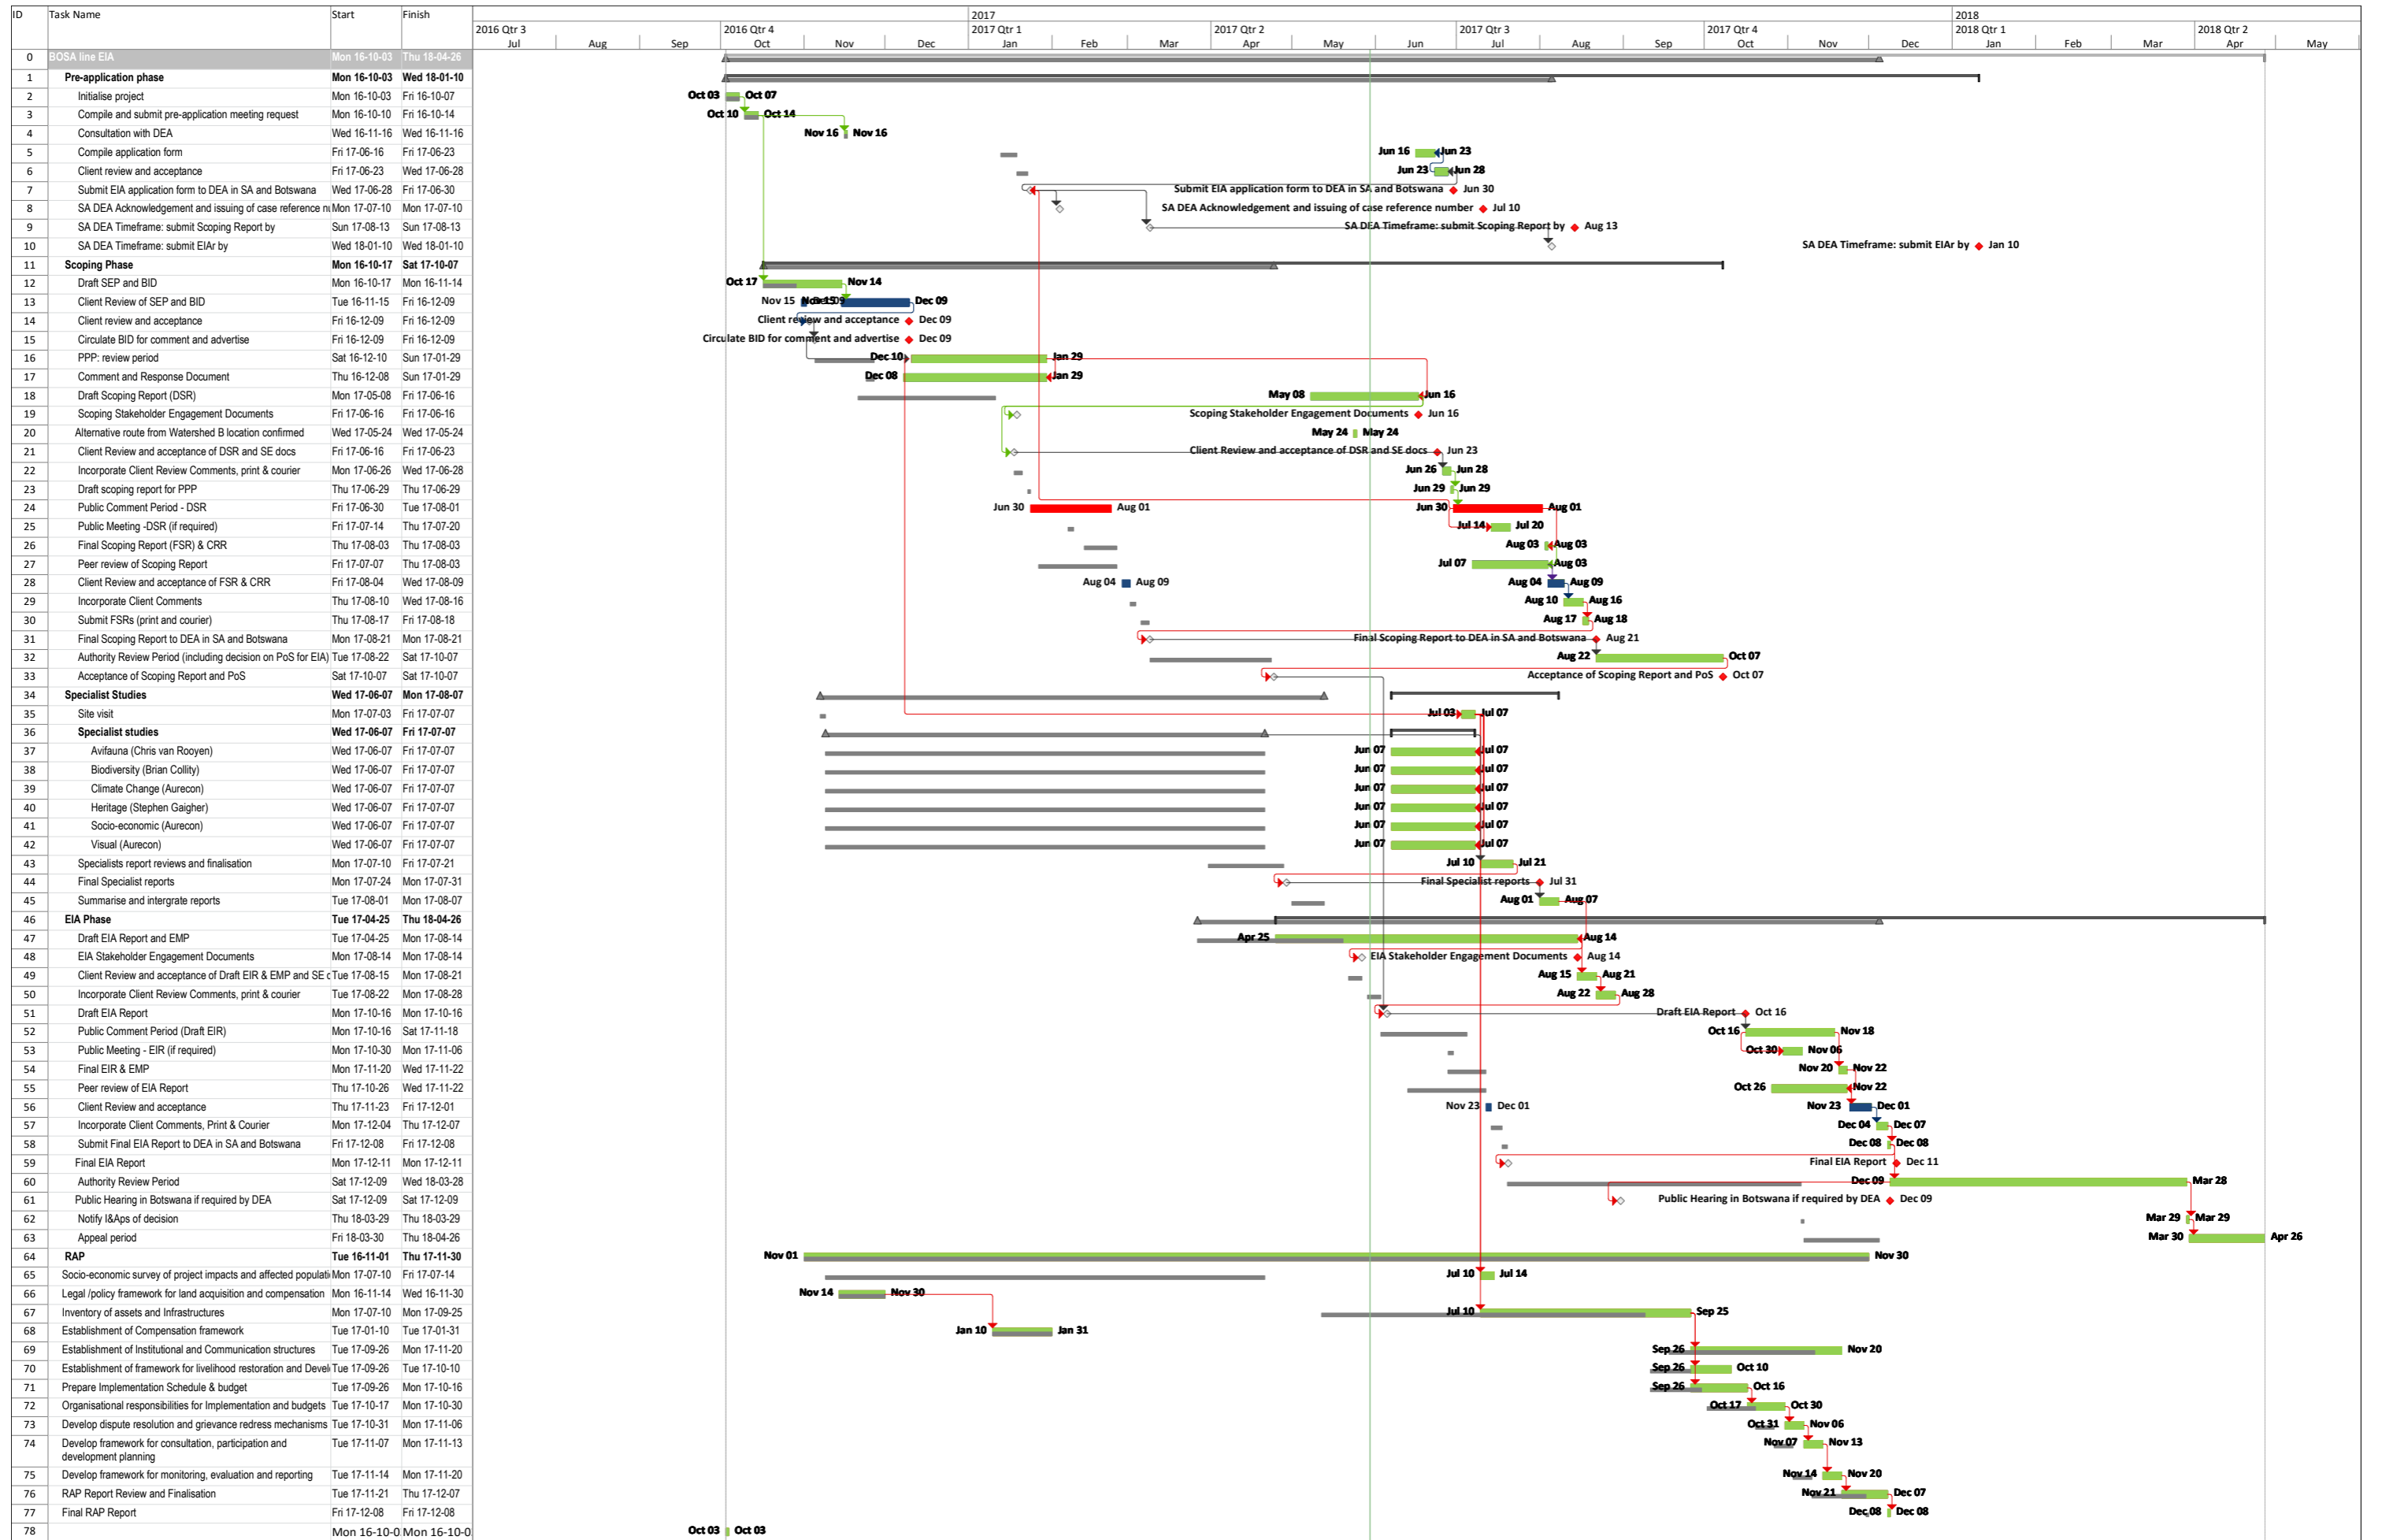 ID Task Name Start Finish 2017 2018
2016 Qtr 3 2016 Qtr 4 2017 Qtr 1 2017 Qtr 2 2017 Qtr 3 2017 Qtr 4 2018 Qtr 1 2018 Qtr 2
Jul Aug Sep Oct Nov Dec Jan Feb Mar Apr May Jun Jul Aug Sep Oct Nov Dec Jan Feb Mar Apr May
0 BOSA line EIA Mon 16-10-03 Thu 18-04-26
1 Pre-application phase Mon 16-10-03 Wed 18-01-10
2 Initialise project Mon 16-10-03 Fri 16-10-07 Oct 03 Oct 07
3 Compile and submit pre-application meeting request Mon 16-10-10 Fri 16-10-14 Oct 10 Oct 14
4 Consultation with DEA Wed 16-11-16 Wed 16-11-16 Nov 16 Nov 16
5 Compile application form Fri 17-06-16 Fri 17-06-23 Jun 16 Jun 23
6 Client review and acceptance Fri 17-06-23 Wed 17-06-28 Jun 23 Jun 28
7 Submit EIA application form to DEA in SA and Botswana Wed 17-06-28 Fri 17-06-30 Submit EIA application form to DEA in SA and Botswana Jun 30
8 SA DEA Acknowledgement and issuing of case reference nu Mon 17-07-10 Mon 17-07-10 SA DEA Acknowledgement and issuing of case reference number Jul 10
9 SA DEA Timeframe: submit Scoping Report by Sun 17-08-13 Sun 17-08-13 SA DEA Timeframe: submit Scoping Report by Aug 13
10 SA DEA Timeframe: submit EIAr by Wed 18-01-10 Wed 18-01-10 SA DEA Timeframe: submit EIAr by Jan 10
11 Scoping Phase Mon 16-10-17 Sat 17-10-07
12 Draft SEP and BID Mon 16-10-17 Mon 16-11-14 Oct 17 Nov 14
13 Client Review of SEP and BID Tue 16-11-15 Fri 16-12-09 Nov 15 Nov 15 Dec 09 Dec 09
14 Client review and acceptance Fri 16-12-09 Fri 16-12-09 Client review and acceptance Dec 09
15 Circulate BID for comment and advertise Fri 16-12-09 Fri 16-12-09 Circulate BID for comment and advertise Dec 09
16 PPP: review period Sat 16-12-10 Sun 17-01-29 Dec 10 Jan 29
17 Comment and Response Document Thu 16-12-08 Sun 17-01-29 Dec 08 Jan 29
18 Draft Scoping Report (DSR) Mon 17-05-08 Fri 17-06-16 May 08 Jun 16
19 Scoping Stakeholder Engagement Documents Fri 17-06-16 Fri 17-06-16 Scoping Stakeholder Engagement Documents Jun 16
20 Alternative route from Watershed B location confirmed Wed 17-05-24 Wed 17-05-24 May 24 May 24
21 Client Review and acceptance of DSR and SE docs Fri 17-06-16 Fri 17-06-23 Client Review and acceptance of DSR and SE docs Jun 23
22 Incorporate Client Review Comments, print & courier Mon 17-06-26 Wed 17-06-28 Jun 26 Jun 28
23 Draft scoping report for PPP Thu 17-06-29 Thu 17-06-29 Jun 29 Jun 29
24 Public Comment Period - DSR Fri 17-06-30 Tue 17-08-01 Jun 30 Aug 01 Jun 30 Aug 01
25 Public Meeting -DSR (if required) Fri 17-07-14 Thu 17-07-20 Jul 14 Jul 20
26 Final Scoping Report (FSR) & CRR Thu 17-08-03 Thu 17-08-03 Aug 03 Aug 03
27 Peer review of Scoping Report Fri 17-07-07 Thu 17-08-03 Jul 07 Aug 03
28 Client Review and acceptance of FSR & CRR Fri 17-08-04 Wed 17-08-09 Aug 04 Aug 09 Aug 04 Aug 09
29 Incorporate Client Comments Thu 17-08-10 Wed 17-08-16 Aug 10 Aug 16
30 Submit FSRs (print and courier) Thu 17-08-17 Fri 17-08-18 Aug 17 Aug 18
31 Final Scoping Report to DEA in SA and Botswana Mon 17-08-21 Mon 17-08-21 Final Scoping Report to DEA in SA and Botswana Aug 21
32 Authority Review Period (including decision on PoS for EIA) Tue 17-08-22 Sat 17-10-07 Aug 22 Oct 07
33 Acceptance of Scoping Report and PoS Sat 17-10-07 Sat 17-10-07 Acceptance of Scoping Report and PoS Oct 07
34 Specialist Studies Wed 17-06-07 Mon 17-08-07
35 Site visit Mon 17-07-03 Fri 17-07-07 Jul 03 Jul 07
36 Specialist studies Wed 17-06-07 Fri 17-07-07
37 Avifauna (Chris van Rooyen) Wed 17-06-07 Fri 17-07-07 Jun 07 Jul 07
38 Biodiversity (Brian Collity) Wed 17-06-07 Fri 17-07-07 Jun 07 Jul 07
39 Climate Change (Aurecon) Wed 17-06-07 Fri 17-07-07 Jun 07 Jul 07
40 Heritage (Stephen Gaigher) Wed 17-06-07 Fri 17-07-07 Jun 07 Jul 07
41 Socio-economic (Aurecon) Wed 17-06-07 Fri 17-07-07 Jun 07 Jul 07
42 Visual (Aurecon) Wed 17-06-07 Fri 17-07-07 Jun 07 Jul 07
43 Specialists report reviews and finalisation Mon 17-07-10 Fri 17-07-21 Jul 10 Jul 21
44 Final Specialist reports Mon 17-07-24 Mon 17-07-31 Final Specialist reports Jul 31
45 Summarise and intergrate reports Tue 17-08-01 Mon 17-08-07 Aug 01 Aug 07
46 EIA Phase Tue 17-04-25 Thu 18-04-26
47 Draft EIA Report and EMP Tue 17-04-25 Mon 17-08-14 Apr 25 Aug 14
48 EIA Stakeholder Engagement Documents Mon 17-08-14 Mon 17-08-14 EIA Stakeholder Engagement Documents Aug 14
49 Client Review and acceptance of Draft EIR & EMP and SE d Tue 17-08-15 Mon 17-08-21 Aug 15 Aug 21
50 Incorporate Client Review Comments, print & courier Tue 17-08-22 Mon 17-08-28 Aug 22 Aug 28
51 Draft EIA Report Mon 17-10-16 Mon 17-10-16 Draft EIA Report Oct 16
52 Public Comment Period (Draft EIR) Mon 17-10-16 Sat 17-11-18 Oct 16 Nov 18
53 Public Meeting - EIR (if required) Mon 17-10-30 Mon 17-11-06 Oct 30 Nov 06
54 Final EIR & EMP Mon 17-11-20 Wed 17-11-22 Nov 20 Nov 22
55 Peer review of EIA Report Thu 17-10-26 Wed 17-11-22 Oct 26 Nov 22
56 Client Review and acceptance Thu 17-11-23 Fri 17-12-01 Nov 23 Dec 01 Nov 23 Dec 01
57 Incorporate Client Comments, Print & Courier Mon 17-12-04 Thu 17-12-07 Dec 04 Dec 07
58 Submit Final EIA Report to DEA in SA and Botswana Fri 17-12-08 Fri 17-12-08 Dec 08 Dec 08
59 Final EIA Report Mon 17-12-11 Mon 17-12-11 Final EIA Report Dec 11
60 Authority Review Period Sat 17-12-09 Wed 18-03-28 Dec 09 Mar 28
61 Public Hearing in Botswana if required by DEA Sat 17-12-09 Sat 17-12-09 Public Hearing in Botswana if required by DEA Dec 09
62 Notify I&Aps of decision Thu 18-03-29 Thu 18-03-29 Mar 29 Mar 29
63 Appeal period Fri 18-03-30 Thu 18-04-26 Mar 30 Apr 26
64 RAP Tue 16-11-01 Thu 17-11-30 Nov 01 Nov 30
65 Socio-economic survey of project impacts and affected populati Mon 17-07-10 Fri 17-07-14 Jul 10 Jul 14
66 Legal /policy framework for land acquisition and compensation Mon 16-11-14 Wed 16-11-30 Nov 14 Nov 30
67 Inventory of assets and Infrastructures Mon 17-07-10 Mon 17-09-25 Jul 10 Sep 25
68 Establishment of Compensation framework Tue 17-01-10 Tue 17-01-31 Jan 10 Jan 31
69 Establishment of Institutional and Communication structures Tue 17-09-26 Mon 17-11-20 Sep 26 Nov 20
70 Establishment of framework for livelihood restoration and Devel Tue 17-09-26 Tue 17-10-10 Sep 26 Oct 10
71 Prepare Implementation Schedule & budget Tue 17-09-26 Mon 17-10-16 Sep 26 Oct 16
72 Organisational responsibilities for Implementation and budgets Tue 17-10-17 Mon 17-10-30 Oct 17 Oct 30
73 Develop dispute resolution and grievance redress mechanisms Tue 17-10-31 Mon 17-11-06 Oct 31 Nov 06
74 Develop framework for consultation, participation and Tue 17-11-07 Mon 17-11-13 Nov 07 Nov 13
development planning
75 Develop framework for monitoring, evaluation and reporting Tue 17-11-14 Mon 17-11-20 Nov 14 Nov 20
76 RAP Report Review and Finalisation Tue 17-11-21 Thu 17-12-07 Nov 21 Dec 07
77 Final RAP Report Fri 17-12-08 Fri 17-12-08 Dec 08 Dec 08
78 Mon 16-10-0 Mon 16-10-0 Oct 03 Oct 03